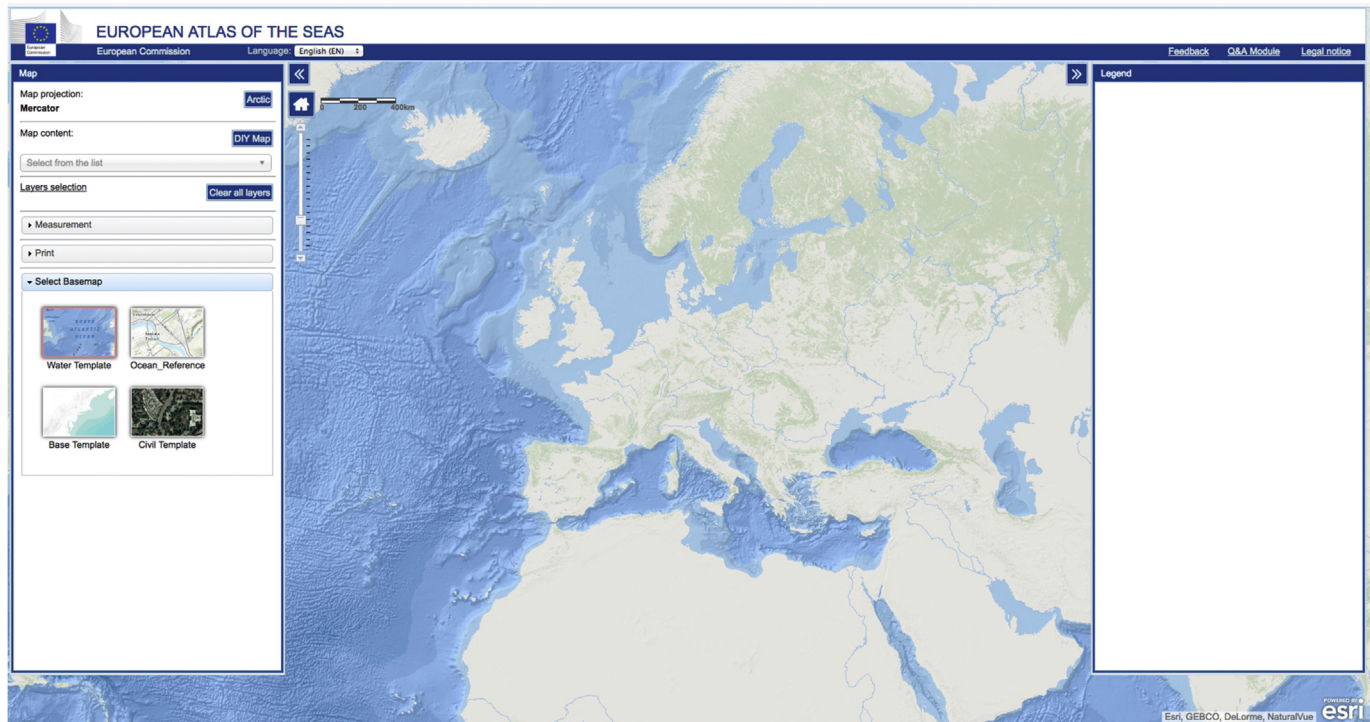 EUROPEAN ATLAS OF THE SEAS
European
Commission
European Commission
Language: English (EN)
Feedback Q&A Module Legal notice
Map
Map projection:
Mercator
Arctic
Map content:
DIY Map
Select from the list
Layers selection
Clear all layers
Measurement
Print
Select Basemap
Water Template Ocean_Reference
Base Template Civil Template
0 200 400km
Legend
Esri, GEBCO, DeLorme, NaturalVue
POWERED BY
esri